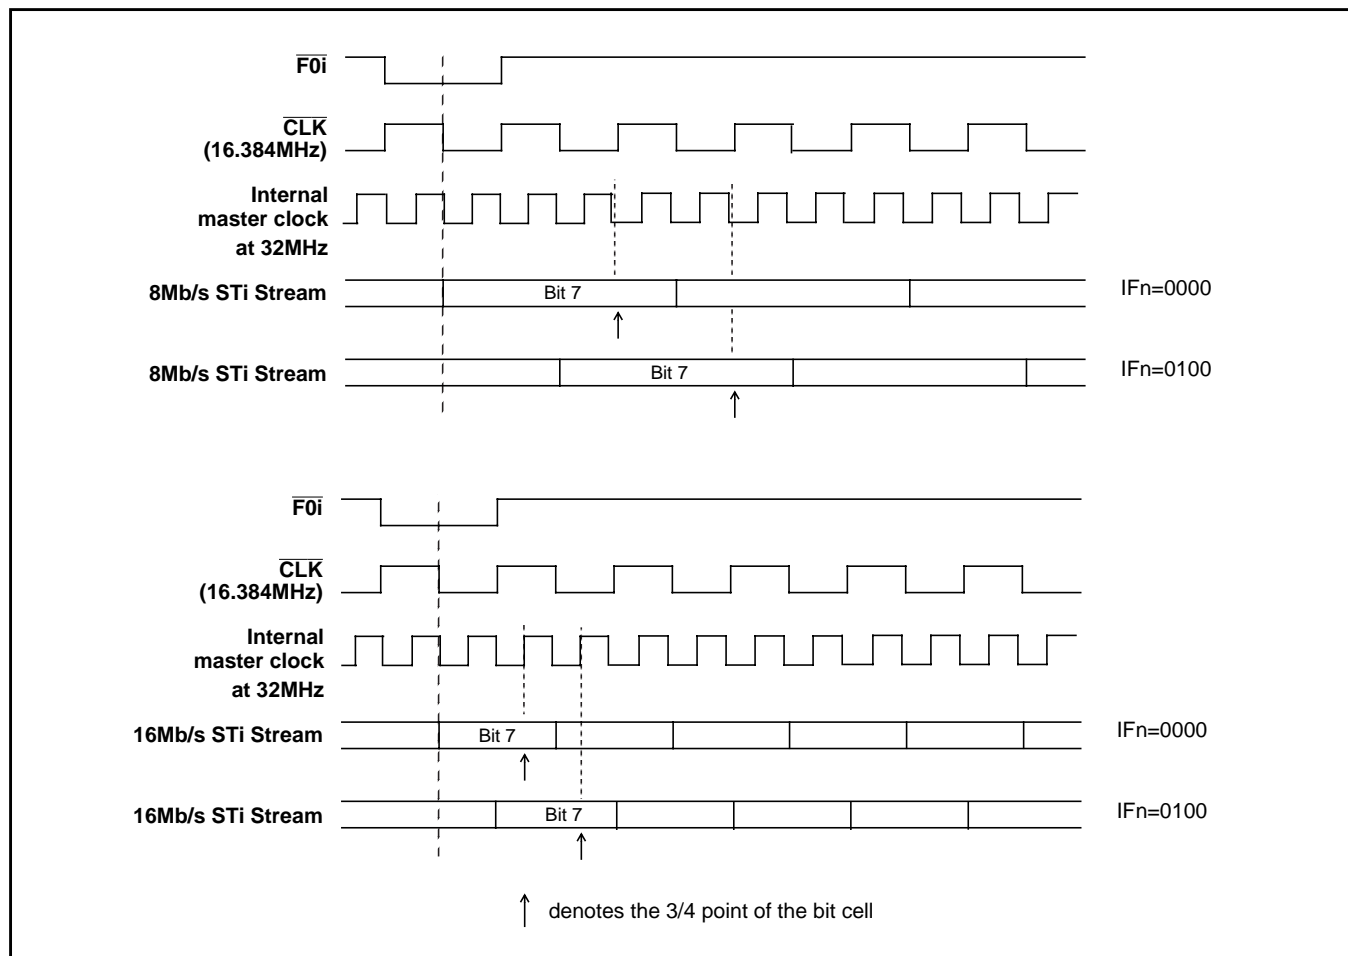 F0i
CLK
(16.384MHz)
Internal
master clock
at 32MHz
8Mb/s STi Stream
Bit 7
IFn=0000
8Mb/s STi Stream
Bit 7
IFn=0100
F0i
CLK
(16.384MHz)
Internal
master clock
at 32MHz
16Mb/s STi Stream
Bit 7
IFn=0000
16Mb/s STi Stream
Bit 7
IFn=0100
denotes the 3/4 point of the bit cell